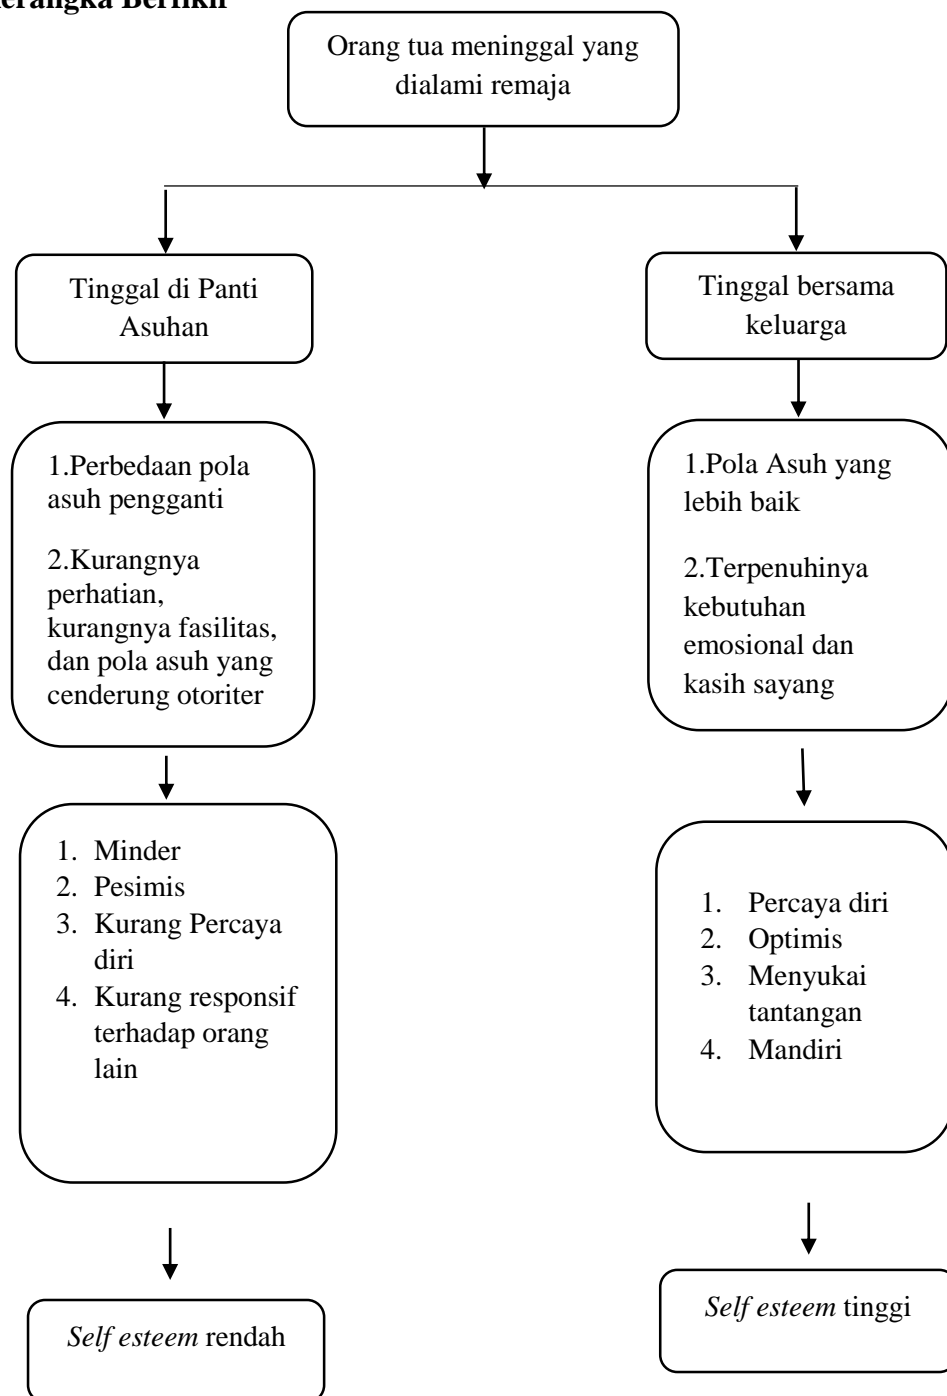 Orang tua meninggal yang
dialami remaja
Tinggal di Panti
Asuhan
Tinggal bersama
keluarga
1.Perbedaan pola
asuh pengganti
2.Kurangnya
perhatian,
kurangnya fasilitas,
dan pola asuh yang
cenderung otoriter
1.Pola Asuh yang
lebih baik
2.Terpenuhinya
kebutuhan
emosional dan
kasih sayang
1. Minder
2. Pesimis
3. Kurang Percaya
diri
4. Kurang responsif
terhadap orang
lain
1. Percaya diri
2. Optimis
3. Menyukai
tantangan
4. Mandiri
Self esteem rendah
Self esteem tinggi